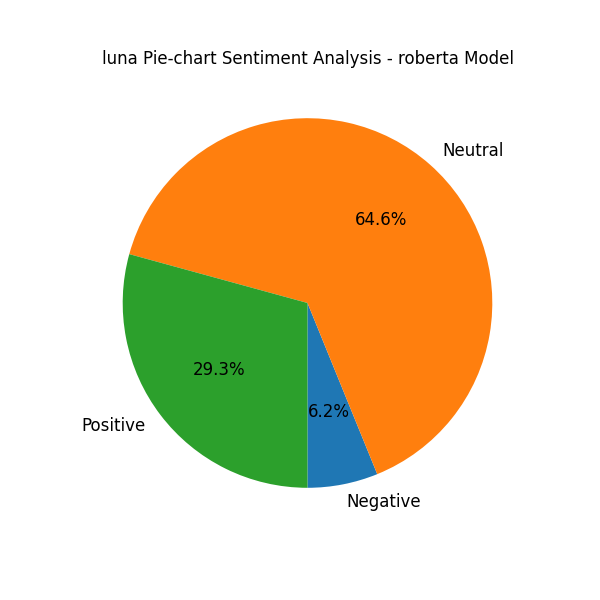 luna Pie-chart Sentiment Analysis - roberta Model
Neutral
64.6%
29.3%
6.2%
Positive
Negative